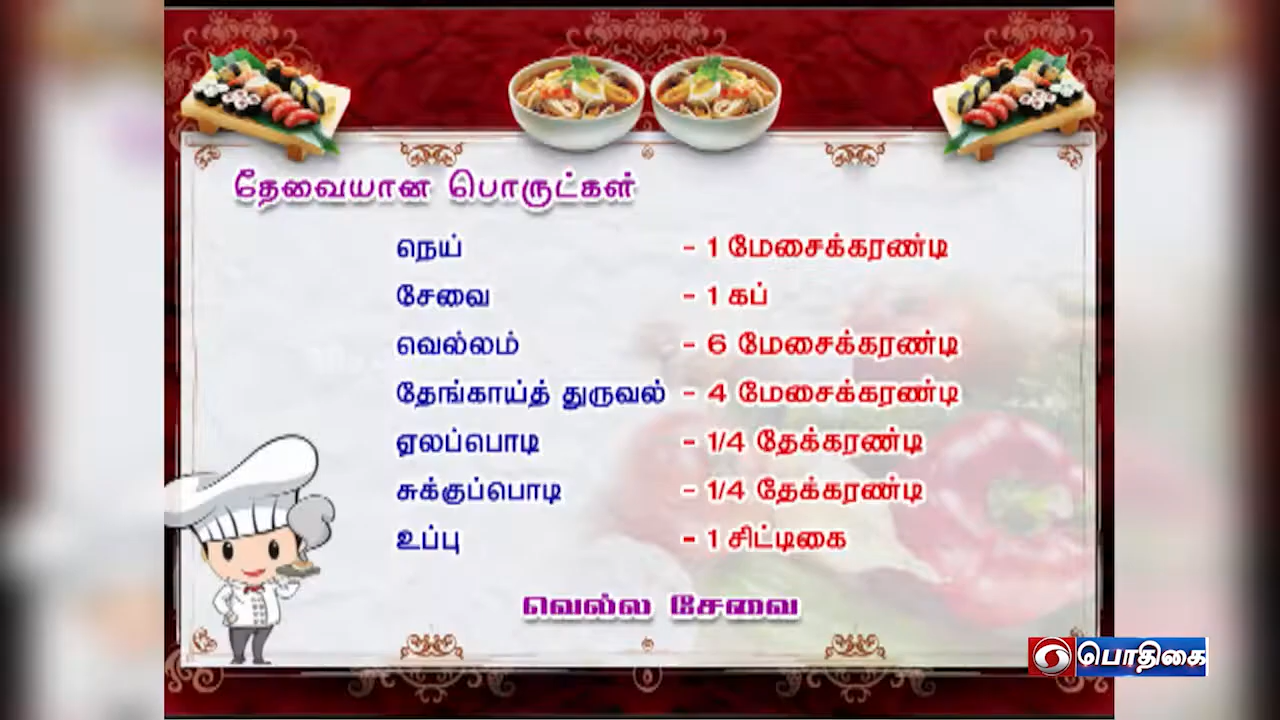 தேவையான பொருட்கள்
நெய் - 1 மேசைக்கரண்டி
சேவை - 1 கப்
வெல்லம் - 6 மேசைக்கரண்டி
தேங்காய்த் துருவல் - 4 மேசைக்கரண்டி
ஏலப்பொடி - 1/4 தேக்கரண்டி
சுக்குப்பொடி - 1/4 தேக்கரண்டி
உப்பு - 1 சிட்டிகை
வெல்ல சேவை
பொதிகை